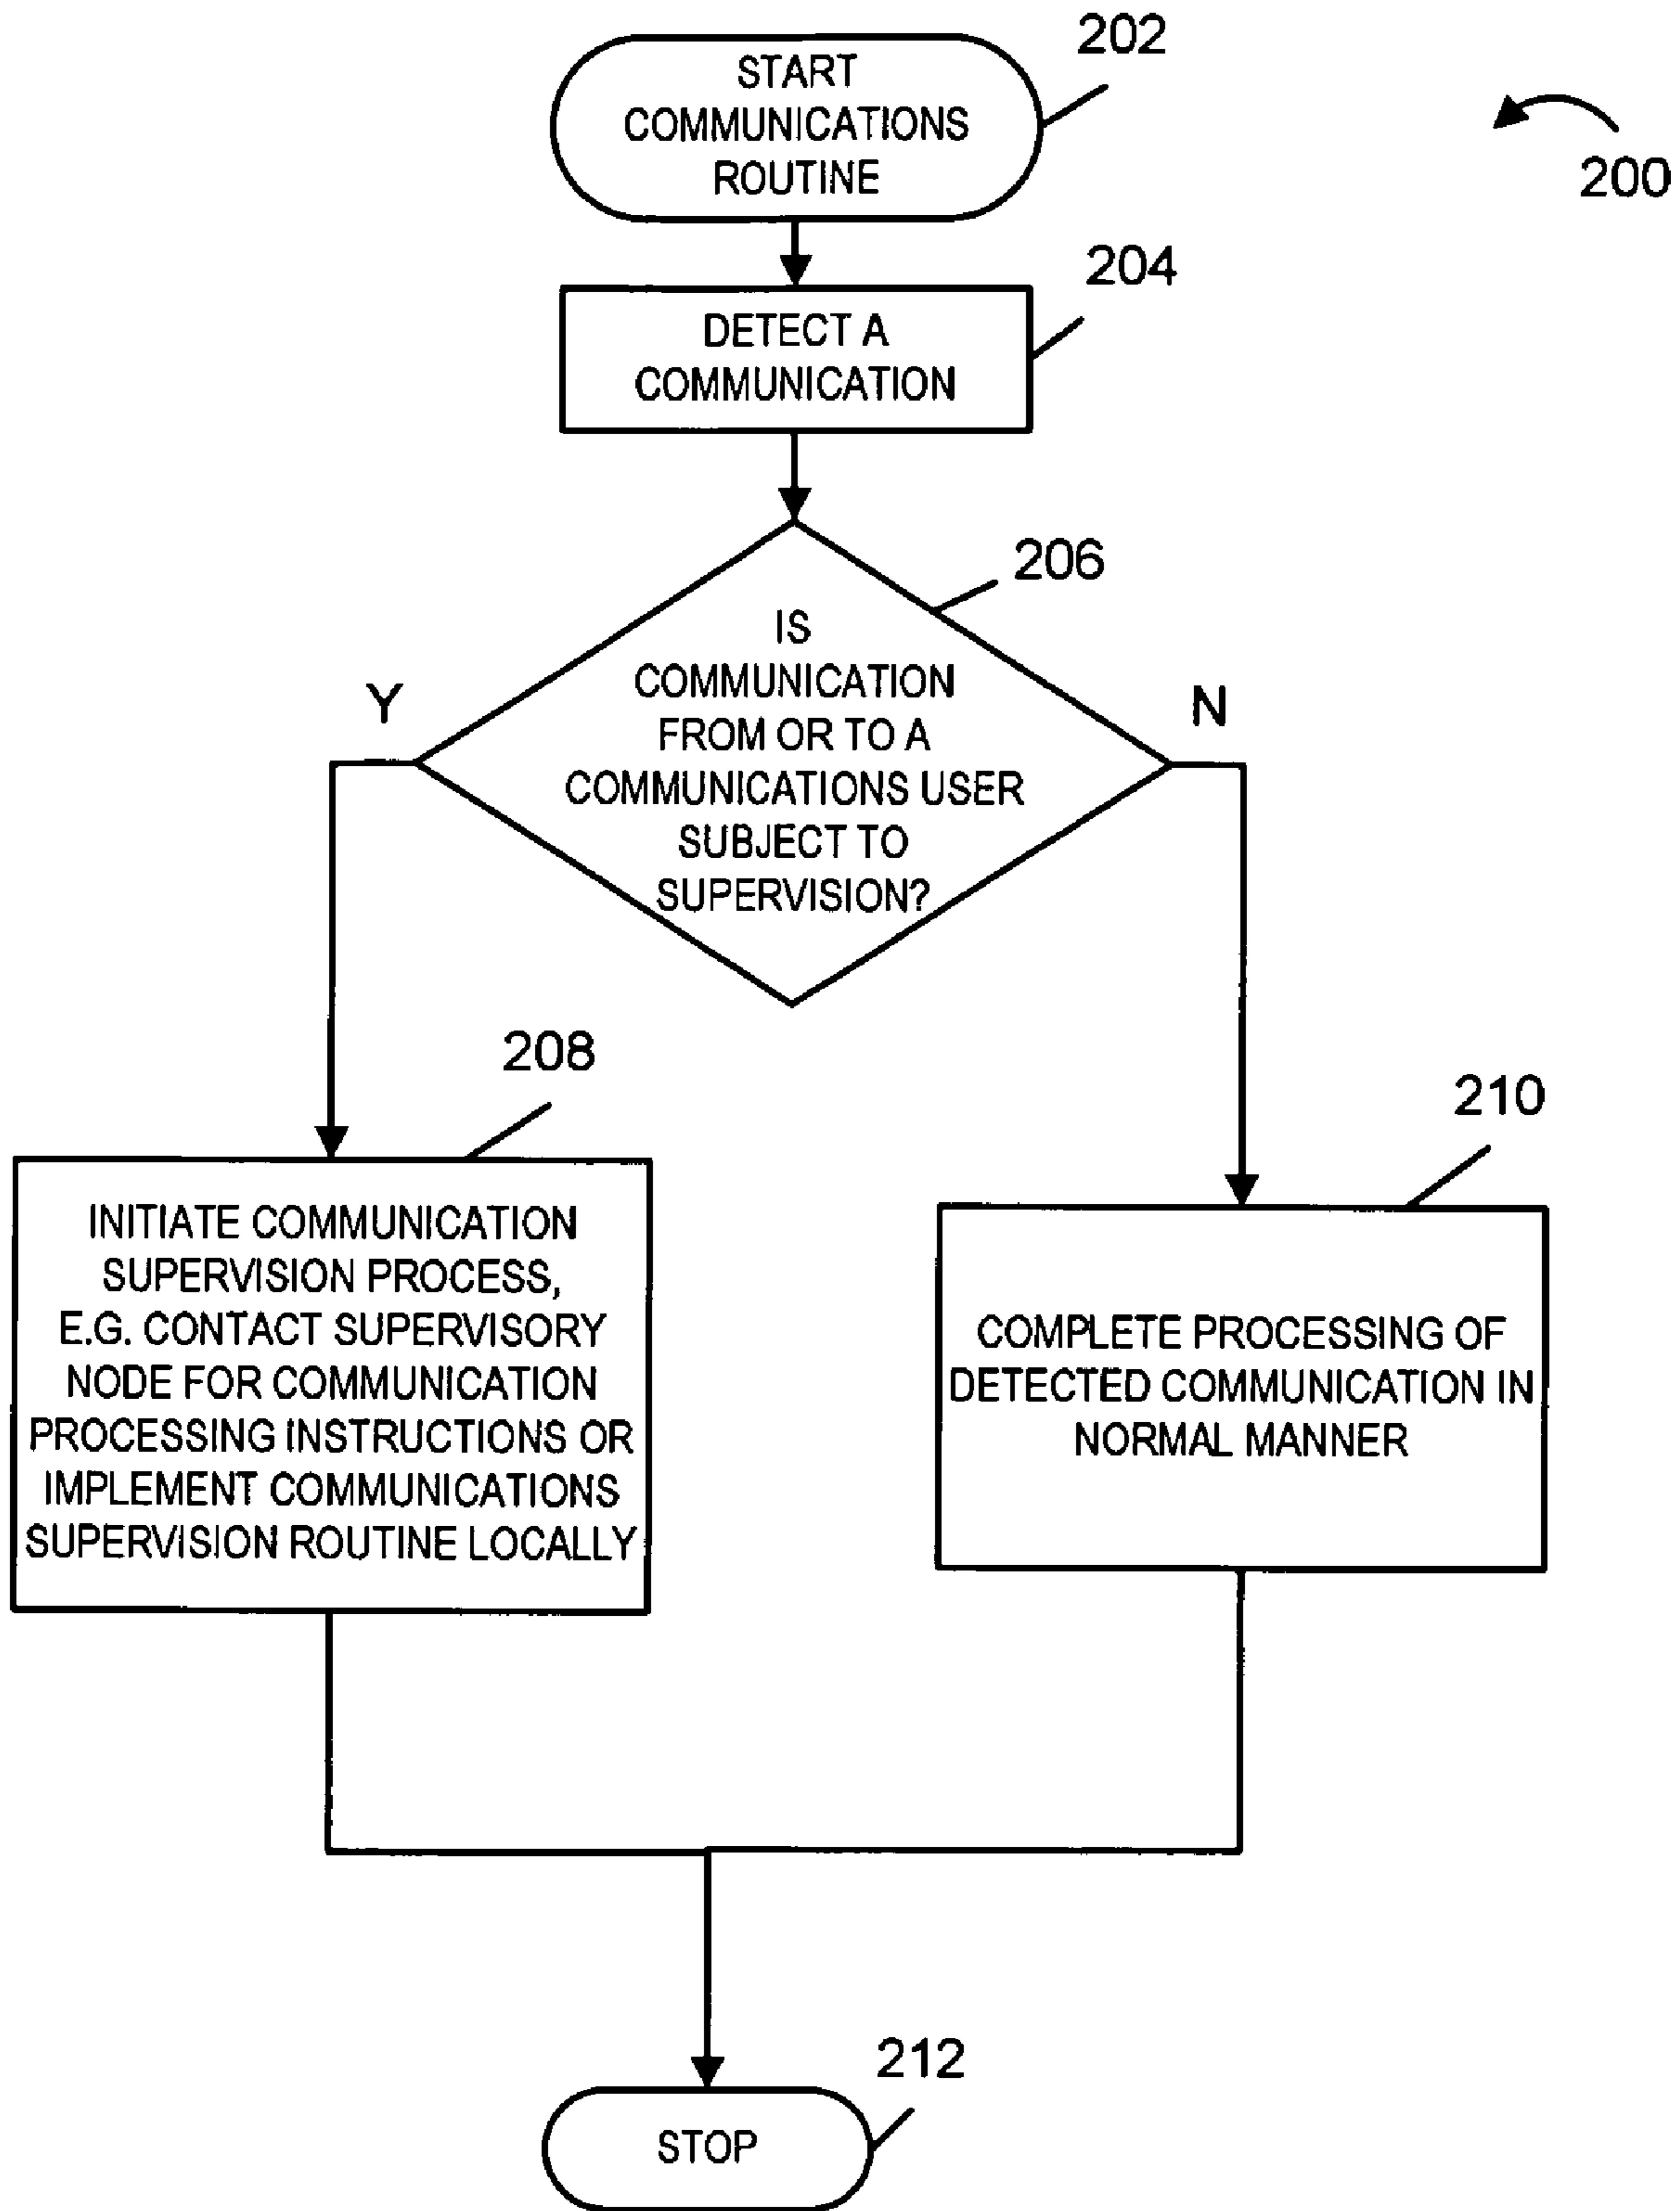 202
START
COMMUNICATIONS
ROUTINE
200
204
DETECT A
COMMUNICATION
206
IS
COMMUNICATION
FROM OR TO A
COMMUNICATIONS USER
SUBJECT TO
SUPERVISION?
Y
N
208
INITIATE COMMUNICATION
SUPERVISION PROCESS,
E.G. CONTACT SUPERVISORY
NODE FOR COMMUNICATION
PROCESSING INSTRUCTIONS OR
IMPLEMENT COMMUNICATIONS
SUPERVISION ROUTINE LOCALLY
210
COMPLETE PROCESSING OF
DETECTED COMMUNICATION IN
NORMAL MANNER
212
STOP